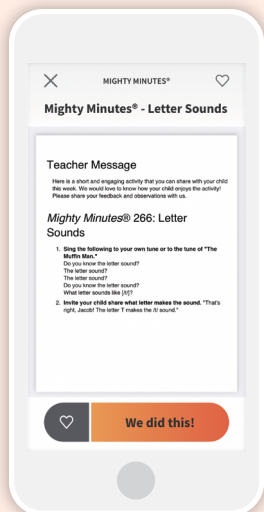 MIGHTY MINUTES®
Mighty Minutes® - Letter Sounds
Teacher Message
Here is a short and engaging activity that you can share with your child
this week. We would love to know how your child enjoys the activity!
Please share your feedback and observations with us.
Mighty Minutes® 266: Letter
Sounds
1. Sing the following to your own tune or to the tune of "The
Muffin Man."
Do you know the letter sound?
The letter sound?
The letter sound?
Do you know the letter sound?
What letter sounds like [/t/]?
2. Invite your child share what letter makes the sound. "That's
right, Jacob! The letter T makes the /t/ sound."
We did this!